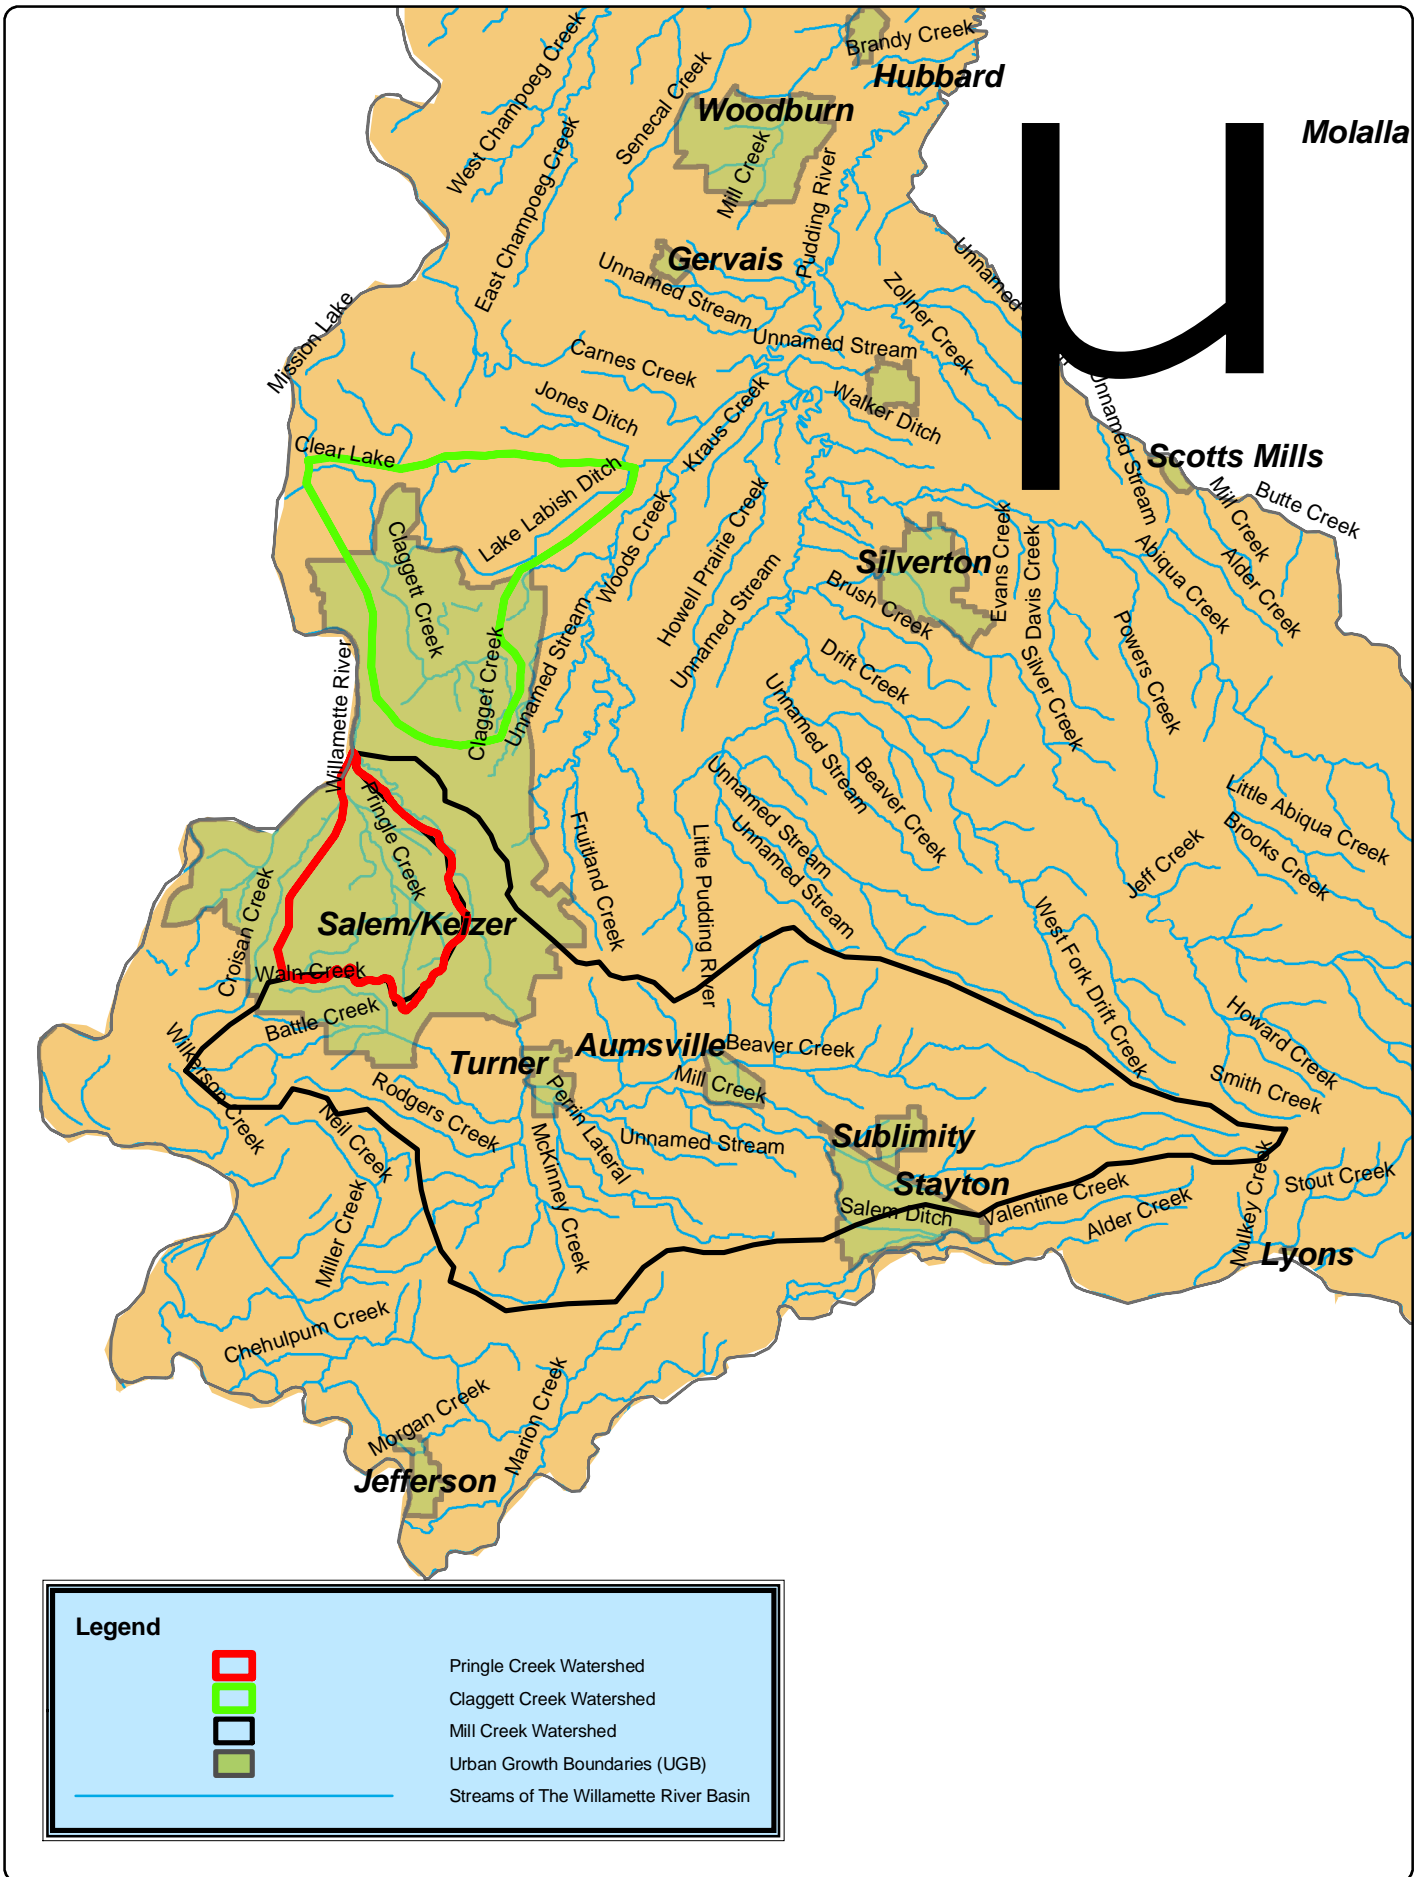 Brandy Creek
Hubbard
West Champoeg Creek
Senecal Creek
Woodburn
Molalla
Mill Creek
East Champoeg Creek
Pudding River
Gervais
Unnamed Stream
Unnamed
Zollner Creek
Mission Lake
Unnamed Stream
Carnes Creek
µ
Jones Ditch
Kraus Creek
Walker Ditch
Unnamed Stream
Clear Lake
Scotts Mills
Lake Labish Ditch
Mill Creek
Butte Creek
Claggett Creek
Woods Creek
Howell Prairie Creek
Silverton
Evans Creek
Davis Creek
Abiqua Creek
Alder Creek
Unnamed Stream
Brush Creek
Powers Creek
Willamette River
Clagget Creek
Unnamed Stream
Drift Creek
Silver Creek
Unnamed Stream
Beaver Creek
Unnamed Stream
Unnamed Stream
Pringle Creek
Fruitland Creek
Little Pudding River
Little Abiqua Creek
Brooks Creek
Jeff Creek
Croisan Creek
Salem/Keizer
West Fork Drift Creek
Waln Creek
Battle Creek
Howard Creek
Wilkerson Creek
Turner
Aumsville
Beaver Creek
Mill Creek
Smith Creek
Rodgers Creek
Neil Creek
Perrin Lateral
McKinney Creek
Unnamed Stream
Sublimity
Stayton
Salem Ditch
Valentine Creek
Alder Creek
Mulkey Creek
Stout Creek
Lyons
Miller Creek
Chehulpum Creek
Morgan Creek
Marion Creek
Jefferson
Legend
Pringle Creek Watershed
Claggett Creek Watershed
Mill Creek Watershed
Urban Growth Boundaries (UGB)
Streams of The Willamette River Basin